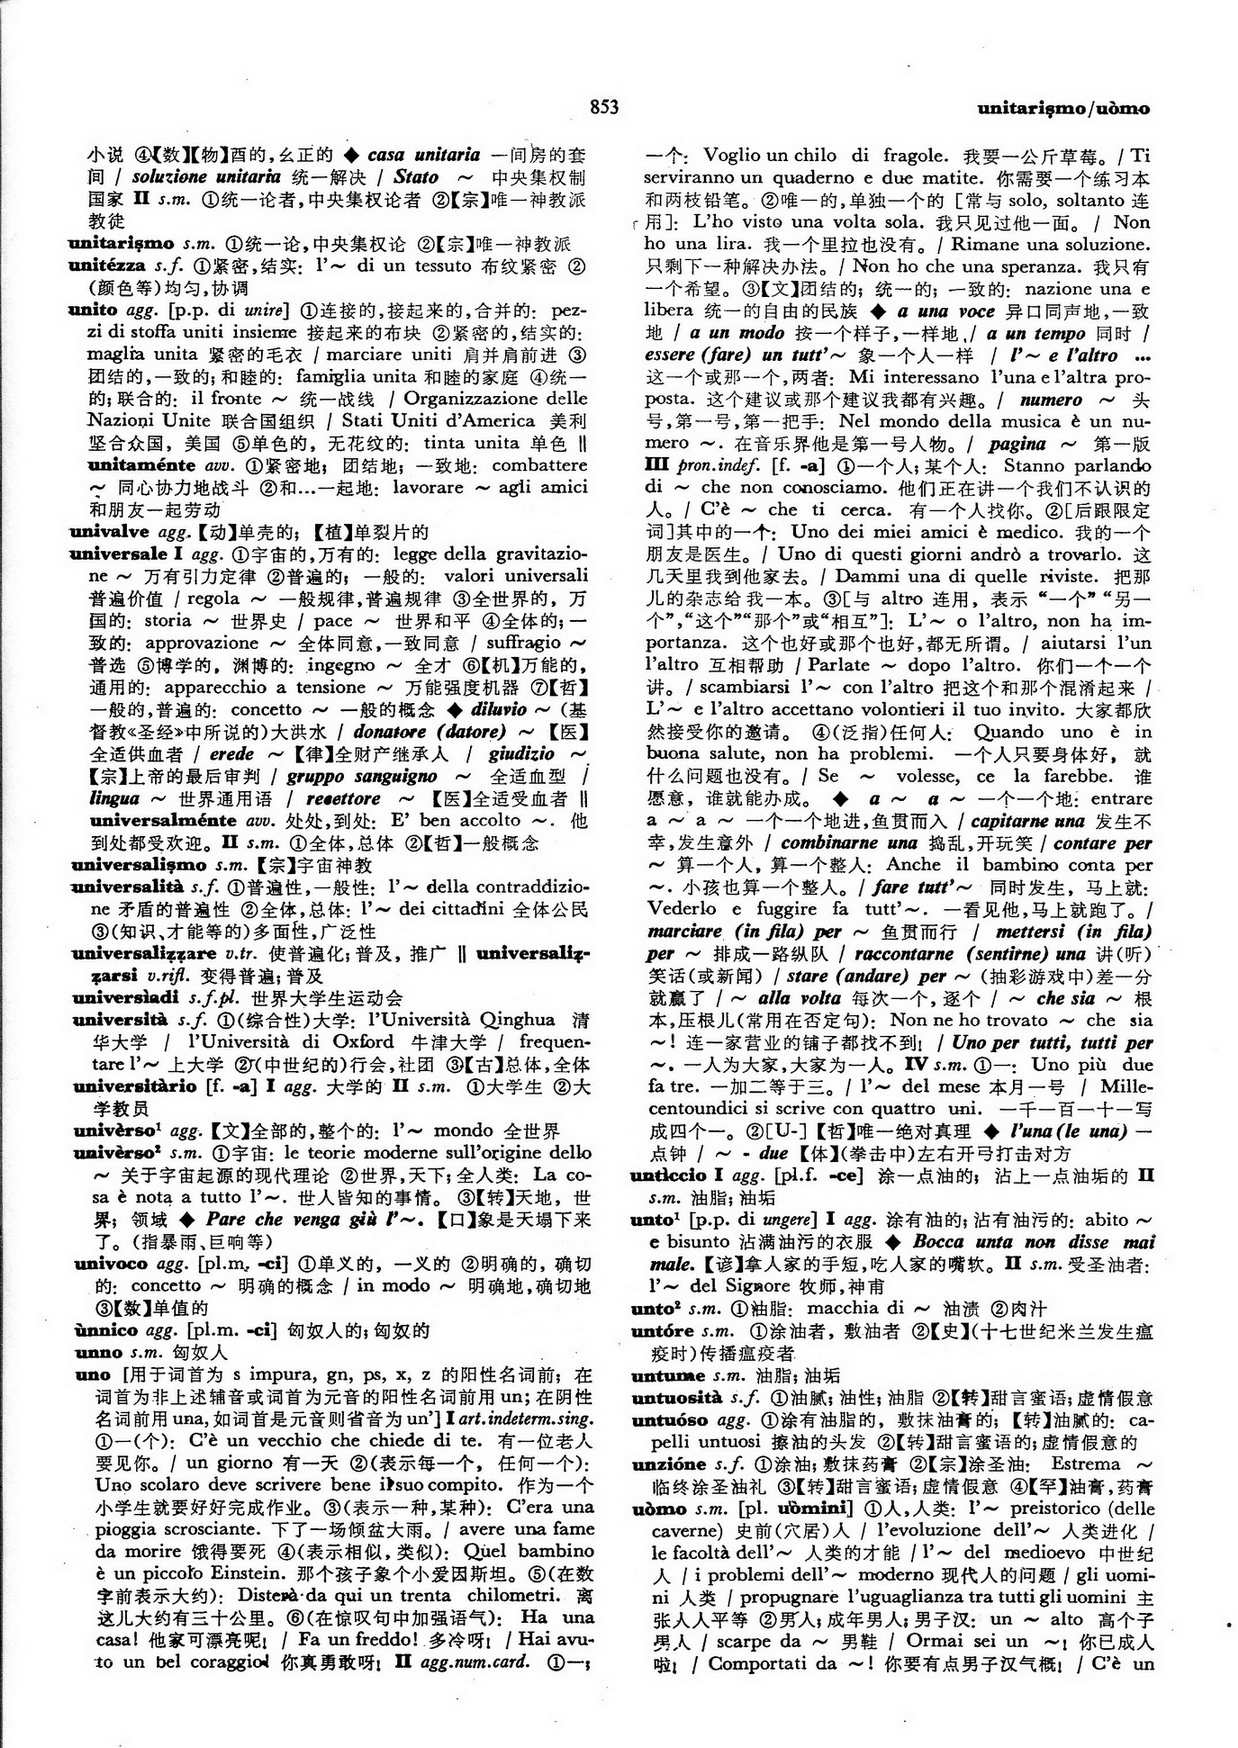 853
unitarismo/uòmo
小说 ④【数】【物】酉的,幺正的 ◆ casa unitaria 一间房的套
间 / soluzione unitaria 统一解决 / Stato ～ 中央集权制
国家 II s.m. ①统一论者,中央集权论者 ②【宗】唯一神教派
教徒
unitarismo s.m. ①统一论,中央集权论 ②【宗】唯一神教派
unitézza s.f. ①紧密,结实: l'～ di un tessuto 布纹紧密 ②
(颜色等)均匀,协调
unito agg. [p.p. di unire] ①连接的,接起来的,合并的: pez-
zi di stoffa uniti insieme 接起来的布块 ②紧密的,结实的:
maglia unita 紧密的毛衣 / marciare uniti 肩并肩前进 ③
团结的,一致的;和睦的: famiglia unita 和睦的家庭 ④统一
的;联合的: il fronte ～ 统一战线 / Organizzazione delle
Nazioni Unite 联合国组织 / Stati Uniti d'America 美利
坚合众国, 美国 ⑤单色的, 无花纹的: tinta unita 单色 ‖
unitaménte avv. ①紧密地; 团结地; 一致地: combattere
～ 同心协力地战斗 ②和…一起地: lavorare ～ agli amici
和朋友一起劳动
univalve agg.【动】单壳的;【植】单裂片的
universale I agg. ①宇宙的,万有的: legge della gravitazio-
ne ～ 万有引力定律 ②普遍的; 一般的: valori universali
普遍价值 / regola ～ 一般规律,普遍规律 ③全世界的, 万
国的: storia ～ 世界史 / pace ～ 世界和平 ④全体的;一
致的: approvazione ～ 全体同意,一致同意 / suffragio ～
普选 ⑤博学的, 渊博的: ingegno ～ 全才 ⑥【机】万能的,
通用的: apparecchio a tensione ～ 万能强度机器 ⑦【哲】
一般的,普遍的: concetto ～ 一般的概念 ◆ diluvio ～ (基
督教《圣经》中所说的)大洪水 / donatore (datore) ～ 【医】
全适供血者 / erede ～ 【律】全财产继承人 / giudizio ～
【宗】上帝的最后审判 / gruppo sanguigno ～ 全适血型 /
lingua ～ 世界通用语 / recettore ～ 【医】全适受血者 ‖
universalménte avv. 处处,到处: E' ben accolto ～. 他
到处都受欢迎。II s.m. ①全体,总体 ②【哲】一般概念
universalismo s.m.【宗】宇宙神教
universalità s.f. ①普遍性,一般性: l'～ della contraddizio-
ne 矛盾的普遍性 ②全体,总体: l'～ dei cittadini 全体公民
③(知识、才能等的)多面性,广泛性
universalizzare v.tr. 使普遍化;普及, 推广 ‖ universaliz-
zarsi v.rifl. 变得普遍;普及
universìadi s.f.pl. 世界大学生运动会
università s.f. ①(综合性)大学: l'Università Qinghua 清
华大学 / l'Università di Oxford 牛津大学 / frequen-
tare l'～ 上大学 ②(中世纪的)行会,社团 ③【古】总体,全体
universitàrio [f. -a] I agg. 大学的 II s.m. ①大学生 ②大
学教员
univèrso¹ agg.【文】全部的,整个的: l'～ mondo 全世界
univèrso² s.m. ①宇宙: le teorie moderne sull'origine dello
～ 关于宇宙起源的现代理论 ②世界,天下;全人类: La co-
sa è nota a tutto l'～. 世人皆知的事情。 ③【转】天地, 世
界; 领域 ◆ Pare che venga giù l'～. 【口】象是天塌下来
了。(指暴雨、巨响等)
univoco agg. [pl.m. -ci] ①单义的, 一义的 ②明确的, 确切
的: concetto ～ 明确的概念 / in modo ～ 明确地,确切地
③【数】单值的
ùnnico agg. [pl.m. -ci] 匈奴人的;匈奴的
unno s.m. 匈奴人
uno [用于词首为 s impura, gn, ps, x, z 的阳性名词前; 在
词首为非上述辅音或词首为元音的阳性名词前用 un;在阴性
名词前用 una,如词首是元音则省音为 un'] I art.indeterm.sing.
①一(个): C'è un vecchio che chiede di te. 有一位老人
要见你。/ un giorno 有一天 ②(表示每一个, 任何一个):
Uno scolaro deve scrivere bene il suo compito. 作为一个
小学生就要好好完成作业。③(表示一种,某种): C'era una
pioggia scrosciante. 下了一场倾盆大雨。/ avere una fame
da morire 饿得要死 ④(表示相似, 类似): Quel bambino
è un piccolo Einstein. 那个孩子象个小爱因斯坦。⑤(在数
字前表示大约): Disterà da qui un trenta chilometri. 离
这儿大约有三十公里。⑥(在惊叹句中加强语气): Ha una
casa! 他家可漂亮呢! / Fa un freddo! 多冷呀! / Hai avu-
to un bel coraggio! 你真勇敢呀! II agg.num.card. ①一;
一个: Voglio un chilo di fragole. 我要一公斤草莓。/ Ti
serviranno un quaderno e due matite. 你需要一个练习本
和两枝铅笔。②唯一的,单独一个的 [常与 solo, soltanto 连
用]: L'ho visto una volta sola. 我只见过他一面。/ Non
ho una lira. 我一个里拉也没有。/ Rimane una soluzione.
只剩下一种解决办法。/ Non ho che una speranza. 我只有
一个希望。③【文】团结的; 统一的; 一致的: nazione una e
libera 统一的自由的民族 ◆ a una voce 异口同声地,一致
地 / a un modo 按一个样子,一样地 / a un tempo 同时 /
essere (fare) un tutt'～ 象一个人一样 / l'～ e l'altro ...
这一个或那一个,两者: Mi interessano l'una e l'altra pro-
posta. 这个建议或那个建议我都有兴趣。/ numero ～ 头
号,第一号,第一把手: Nel mondo della musica è un nu-
mero ～. 在音乐界他是第一号人物。/ pagina ～ 第一版
III pron.indef. [f. -a] ①一个人;某个人: Stanno parlando
di ～ che non conosciamo. 他们正在讲一个我们不认识的
人。/ C'è ～ che ti cerca. 有一个人找你。②[后跟限定
词]其中的一个: Uno dei miei amici è medico. 我的一个
朋友是医生。/ Uno di questi giorni andrò a trovarlo. 这
几天里我到他家去。/ Dammi una di quelle riviste. 把那
儿的杂志给我一本。③[与 altro 连用, 表示 “一个” “另一
个”,“这个”“那个”或“相互”]: L'～ o l'altro, non ha im-
portanza. 这个也好或那个也好,都无所谓。/ aiutarsi l'un
l'altro 互相帮助 / Parlate ～ dopo l'altro. 你们一个一个
讲。/ scambiarsi l'～ con l'altro 把这个和那个混淆起来 /
L'～ e l'altro accettano volontieri il tuo invito. 大家都欣
然接受你的邀请。 ④(泛指)任何人: Quando uno è in
buona salute, non ha problemi. 一个人只要身体好, 就
什么问题也没有。/ Se ～ volesse, ce la farebbe. 谁
愿意, 谁就能办成。 ◆ a ～ a ～ 一个一个地: entrare
a ～ a ～ 一个一个地进,鱼贯而入 / capitarne una 发生不
幸,发生意外 / combinarne una 捣乱,开玩笑 / contare per
～ 算一个人, 算一个整人: Anche il bambino conta per
～. 小孩也算一个整人。/ fare tutt'～ 同时发生, 马上就:
Vederlo e fuggire fa tutt'～. 一看见他,马上就跑了。/
marciare (in fila) per ～ 鱼贯而行 / mettersi (in fila)
per ～ 排成一路纵队 / raccontarne (sentirne) una 讲(听)
笑话(或新闻) / stare (andare) per ～ (抽彩游戏中)差一分
就赢了 / ～ alla volta 每次一个, 逐个 / ～ che sia ～ 根
本,压根儿(常用在否定句): Non ne ho trovato ～ che sia
～! 连一家营业的铺子都找不到! / Uno per tutti, tutti per
～. 一人为大家,大家为一人。IV s.m. ①一: Uno più due
fa tre. 一加二等于三。/ l'～ del mese 本月一号 / Mille-
centoundici si scrive con quattro uni. 一千一百一十一写
成四个一。②[U-]【哲】唯一绝对真理 ◆ l'una (le una) 一
点钟 / ～ - due 【体】(拳击中)左右开弓打击对方
unticcio I agg. [pl.f. -ce] 涂一点油的; 沾上一点油垢的 II
s.m. 油脂;油垢
unto¹ [p.p. di ungere] I agg. 涂有油的;沾有油污的: abito ～
e bisunto 沾满油污的衣服 ◆ Bocca unta non disse mai
male.【谚】拿人家的手短,吃人家的嘴软。II s.m. 受圣油者:
l'～ del Signore 牧师,神甫
unto² s.m. ①油脂: macchia di ～ 油渍 ②肉汁
untóre s.m. ①涂油者, 敷油者 ②【史】(十七世纪米兰发生瘟
疫时)传播瘟疫者
untume s.m. 油脂;油垢
untuosità s.f. ①油腻;油性;油脂 ②【转】甜言蜜语;虚情假意
untuóso agg. ①涂有油脂的, 敷抹油膏的; 【转】油腻的: ca-
pelli untuosi 擦油的头发 ②【转】甜言蜜语的;虚情假意的
unzióne s.f. ①涂油;敷抹药膏 ②【宗】涂圣油: Estrema ～
临终涂圣油礼 ③【转】甜言蜜语;虚情假意 ④【罕】油膏,药膏
uòmo s.m. [pl. uòmini] ①人,人类: l'～ preistorico (delle
caverne) 史前(穴居)人 / l'evoluzione dell'～ 人类进化 /
le facoltà dell'～ 人类的才能 / l'～ del medioevo 中世纪
人 / i problemi dell'～ moderno 现代人的问题 / gli uomi-
ni 人类 / propugnare l'uguaglianza tra tutti gli uomini 主
张人人平等 ②男人;成年男人;男子汉: un ～ alto 高个子
男人 / scarpe da ～ 男鞋 / Ormai sei un ～! 你已成人
啦! / Comportati da ～! 你要有点男子汉气概! / C'è un